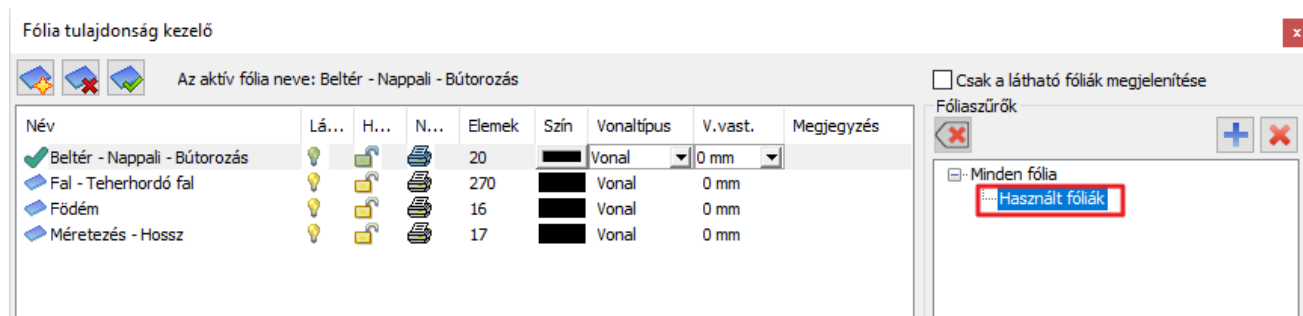 Fólia tulajdonság kezelő
x
Az aktív fólia neve: Beltér - Nappali - Bútorozás
Csak a látható fóliák megjelenítése
Fóliaszűrők
Név Lá... H... N... Elemek Szín Vonaltípus V.vast. Megjegyzés
Beltér - Nappali - Bútorozás 20 Vonal 0 mm
Fal - Teherhordó fal 270 Vonal 0 mm
Födém 16 Vonal 0 mm
Méretezés - Hossz 17 Vonal 0 mm
Minden fólia
Használt fóliák